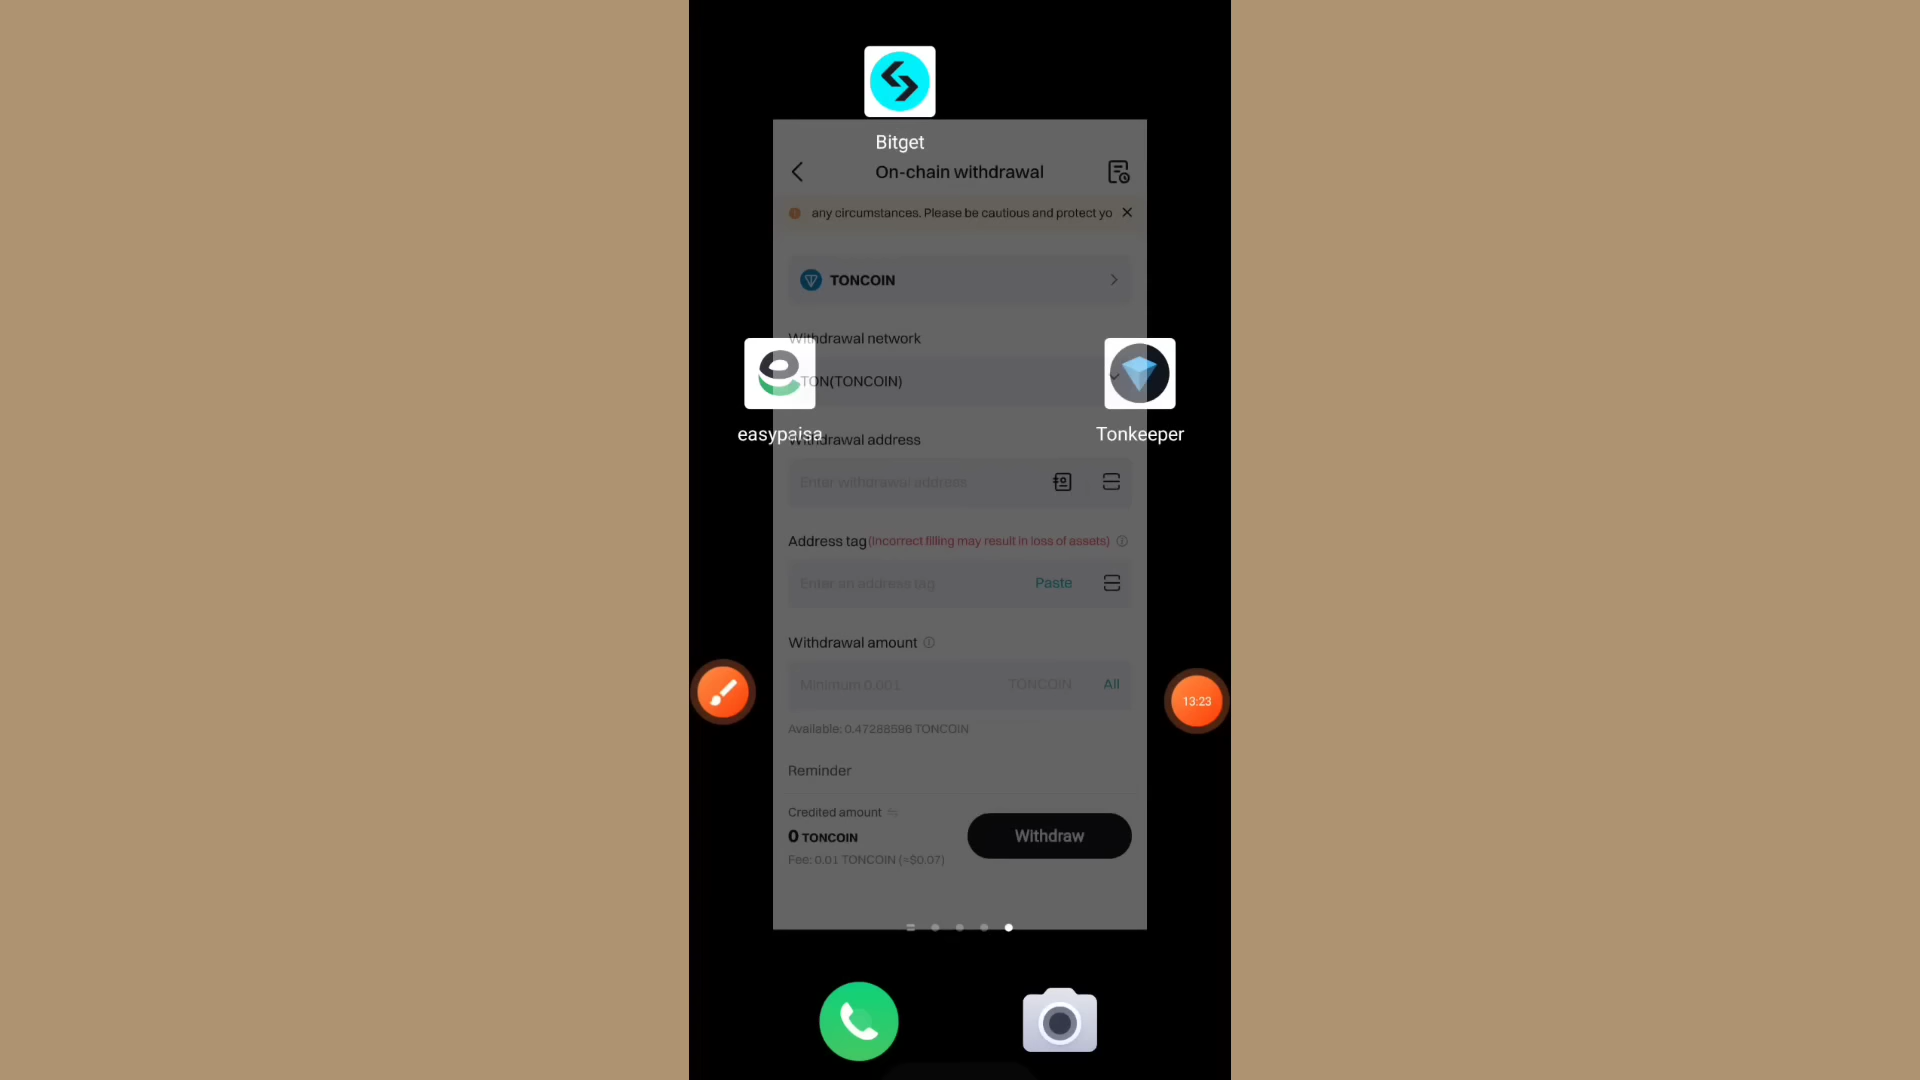 Bitget
On-chain withdrawal
any circumstances. Please be cautious and protect yo
TONCOIN
Withdrawal network
TON(TONCOIN)
easypaisa
Tonkeeper
Withdrawal address
Enter withdrawal address
Address tag(Incorrect filling may result in loss of assets)
Enter an address tag Paste
Withdrawal amount
Minimum 0.001 TONCOIN All
13:23
Available: 0.47288596 TONCOIN
Reminder
Credited amount
0 TONCOIN
Withdraw
Fee: 0.01 TONCOIN (≈$0.07)